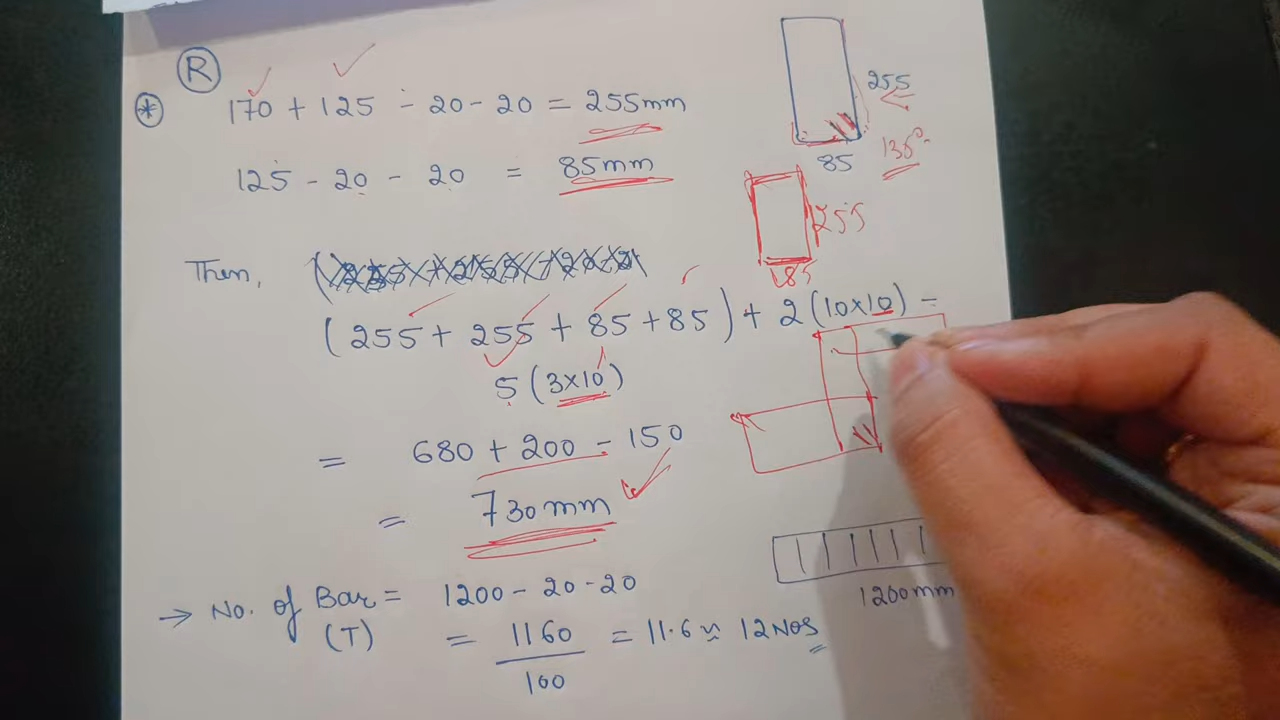 R
* 170 + 125 - 20 - 20 = 255mm
125 - 20 - 20 = 85mm
255
85
135°
255
85
Then,
(255 + 255 + 85 + 85) + 2(10×10) -
5(3×10)
= 680 + 200 - 150
= 730mm
→ No. of Bar = 1200 - 20 - 20
(T) = 1160/100 = 11.6 ≈ 12 Nos
1200mm